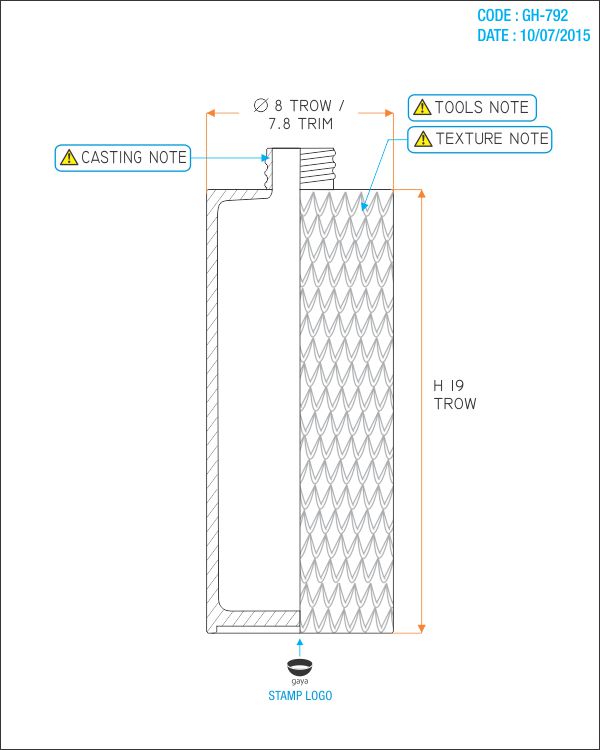 CODE : GH-792
DATE : 10/07/2015
Ø 8 TROW /
7.8 TRIM
TOOLS NOTE
TEXTURE NOTE
CASTING NOTE
H 19
TROW
gaya
STAMP LOGO